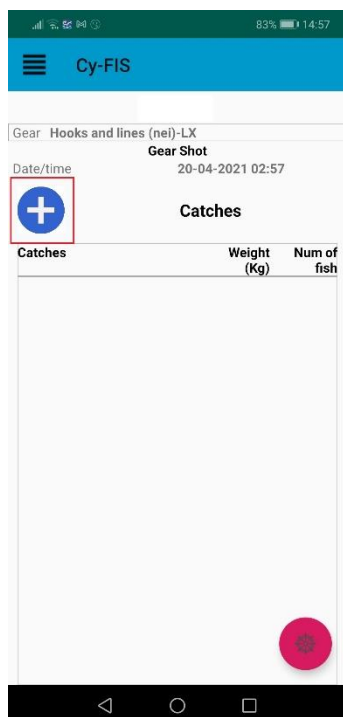 83% 14:57
Cy-FIS
Gear Hooks and lines (nei)-LX
Gear Shot
Date/time 20-04-2021 02:57
Catches
Catches Weight (Kg) Num of fish